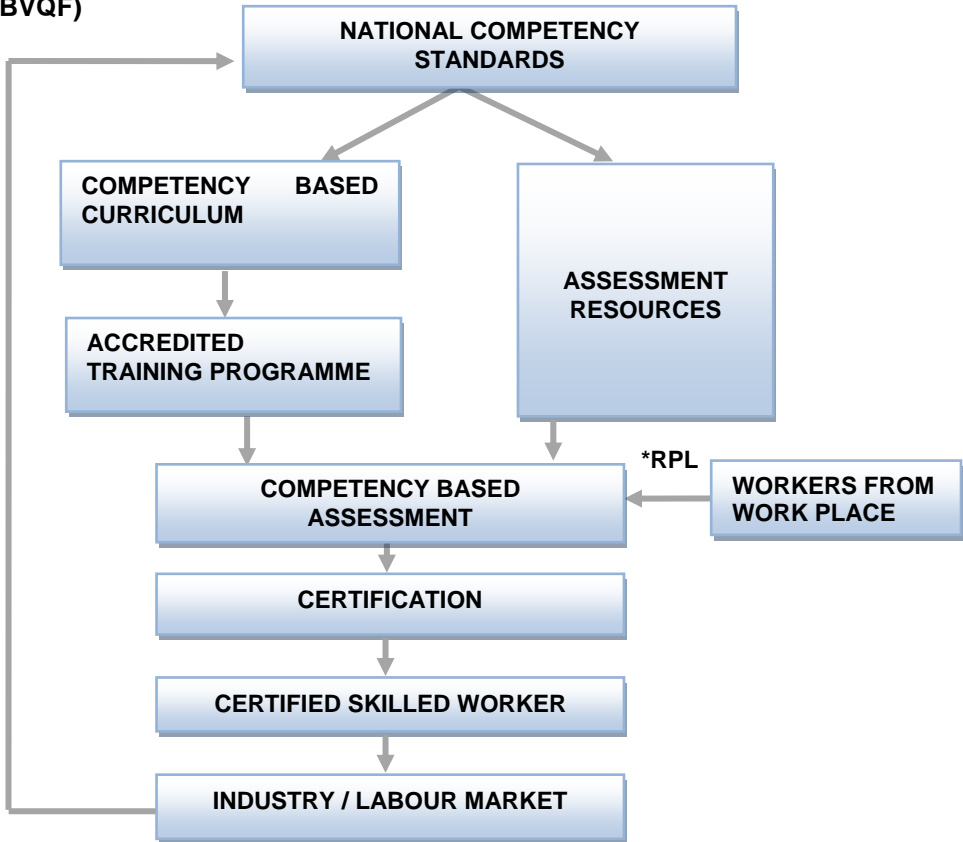 BVQF)
NATIONAL COMPETENCY
STANDARDS
COMPETENCY BASED
CURRICULUM
ASSESSMENT
RESOURCES
ACCREDITED
TRAINING PROGRAMME
*RPL
COMPETENCY BASED
ASSESSMENT
WORKERS FROM
WORK PLACE
CERTIFICATION
CERTIFIED SKILLED WORKER
INDUSTRY / LABOUR MARKET